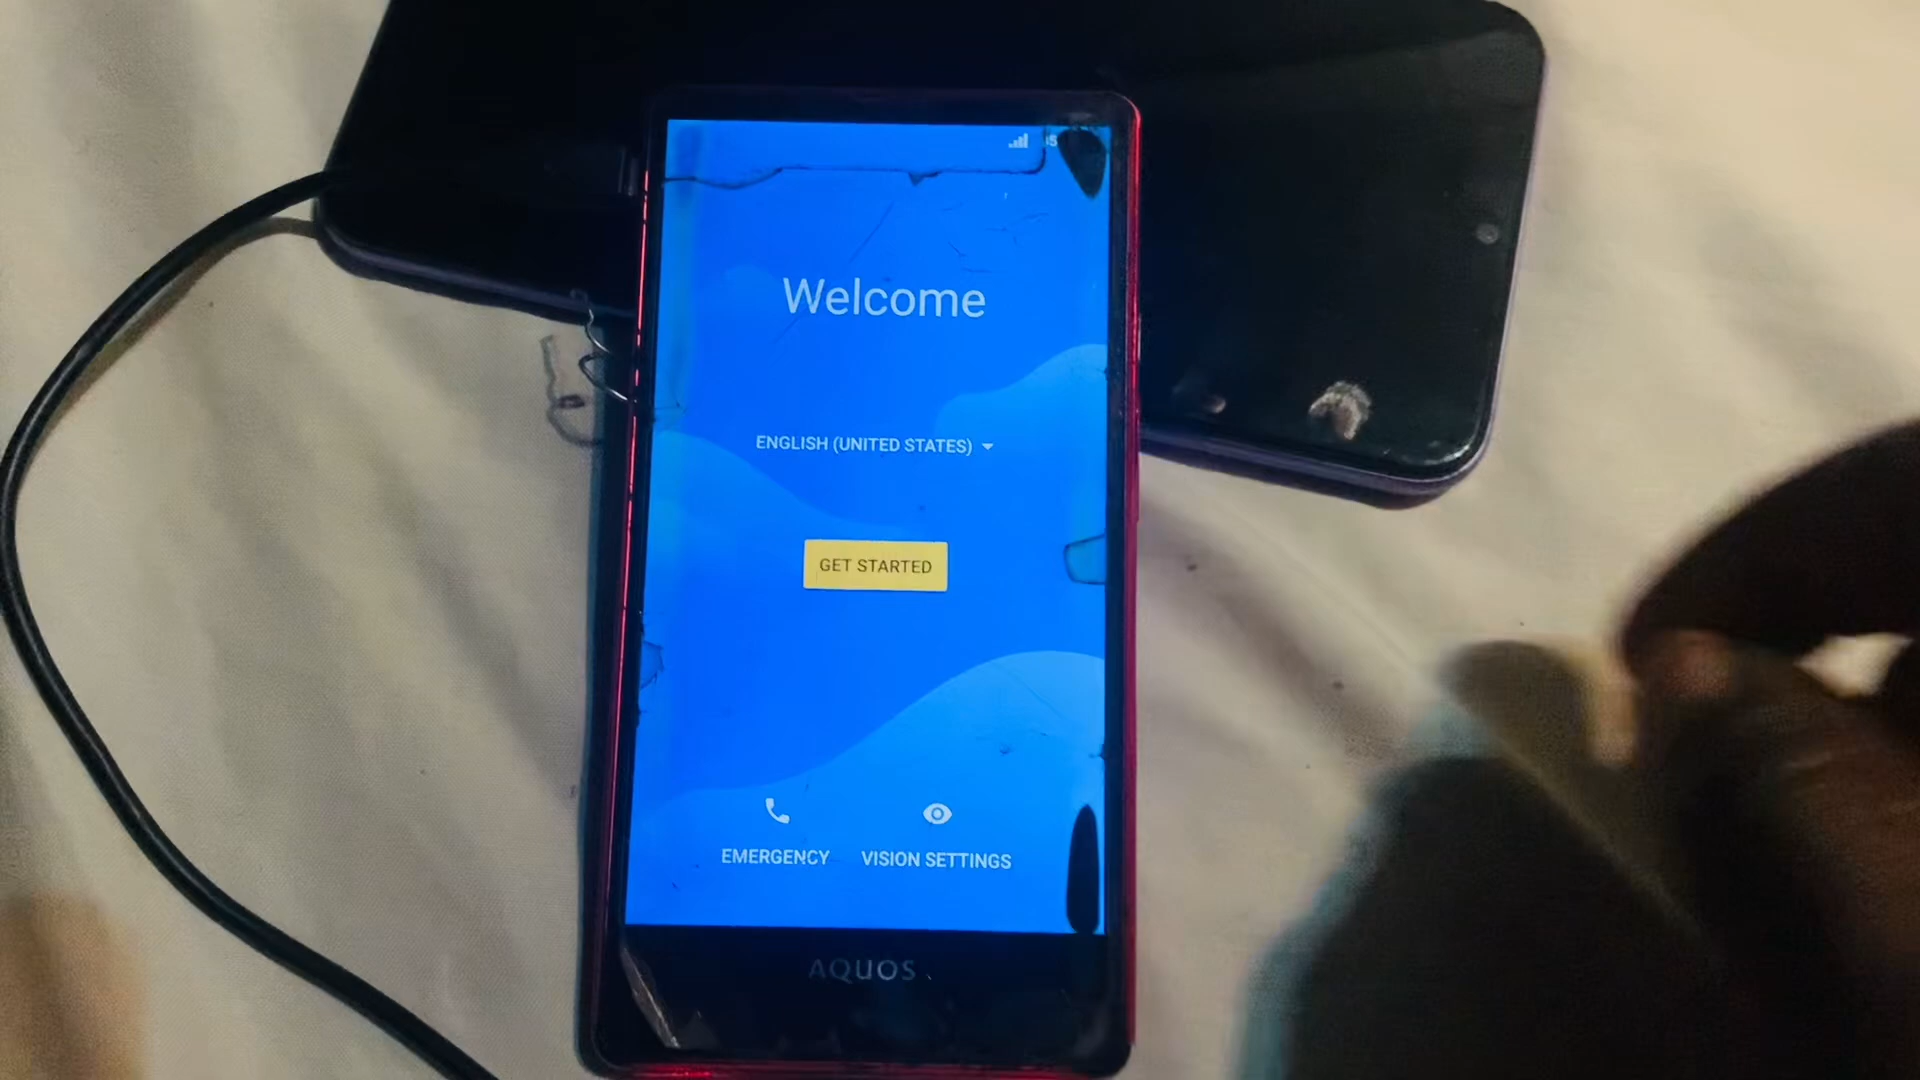 Welcome
ENGLISH (UNITED STATES)
GET STARTED
EMERGENCY
VISION SETTINGS
AQUOS